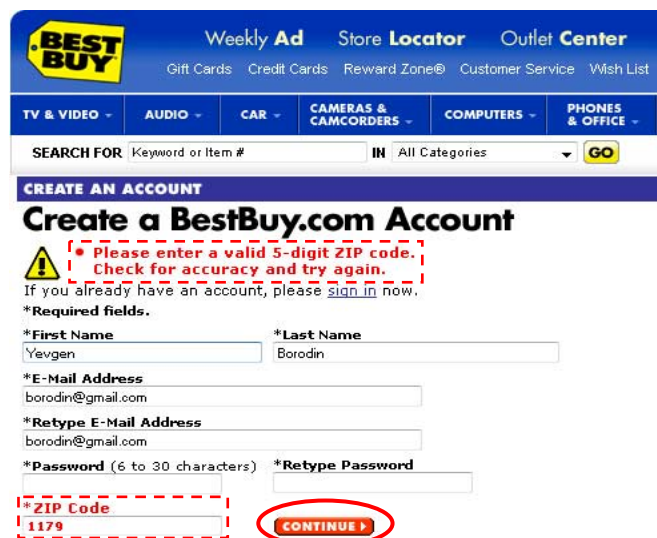 BEST BUY
Weekly Ad Store Locator Outlet Center
Gift Cards Credit Cards Reward Zone® Customer Service Wish List
TV & VIDEO AUDIO CAR CAMERAS & CAMCORDERS COMPUTERS PHONES & OFFICE
SEARCH FOR Keyword or Item # IN All Categories GO
CREATE AN ACCOUNT
Create a BestBuy.com Account
• Please enter a valid 5-digit ZIP code.
Check for accuracy and try again.
If you already have an account, please sign in now.
*Required fields.
*First Name *Last Name
Yevgen Borodin
*E-Mail Address
borodin@gmail.com
*Retype E-Mail Address
borodin@gmail.com
*Password (6 to 30 characters) *Retype Password
*ZIP Code
1179 CONTINUE